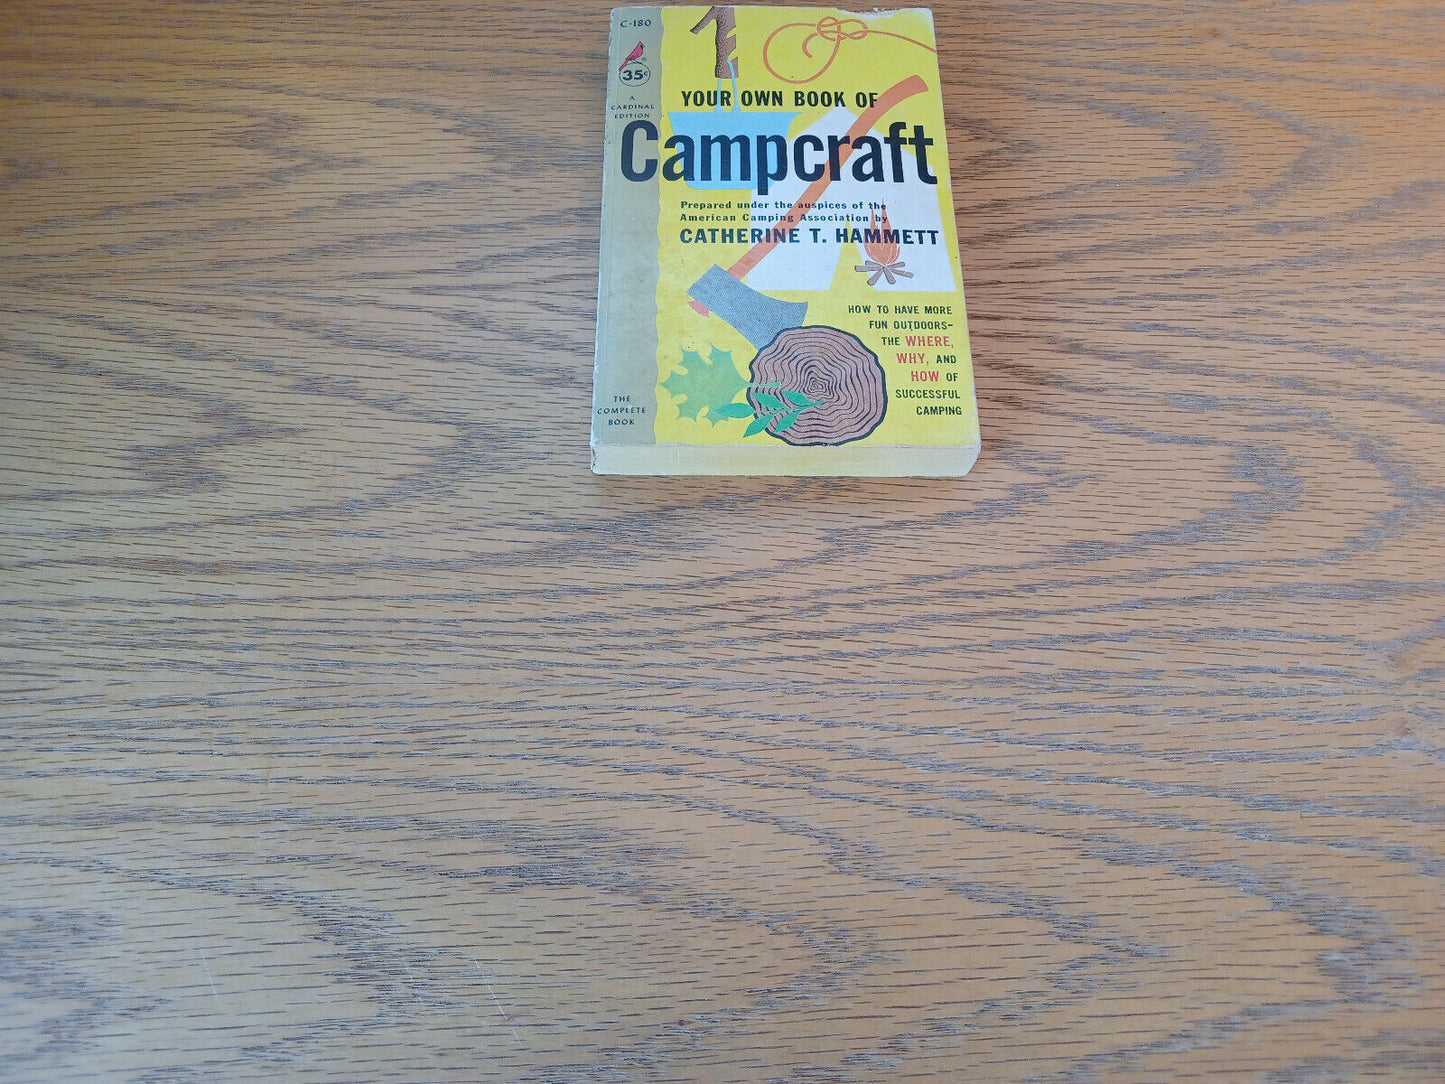 C·180
35¢
A
CARDINAL
EDITION
YOUR OWN BOOK OF
Campcraft
Prepared under the auspices of the
American Camping Association by
CATHERINE T. HAMMETT
HOW TO HAVE MORE
FUN OUTDOORS—
THE WHERE,
WHY, AND
HOW OF
SUCCESSFUL
CAMPING
THE
COMPLETE
BOOK